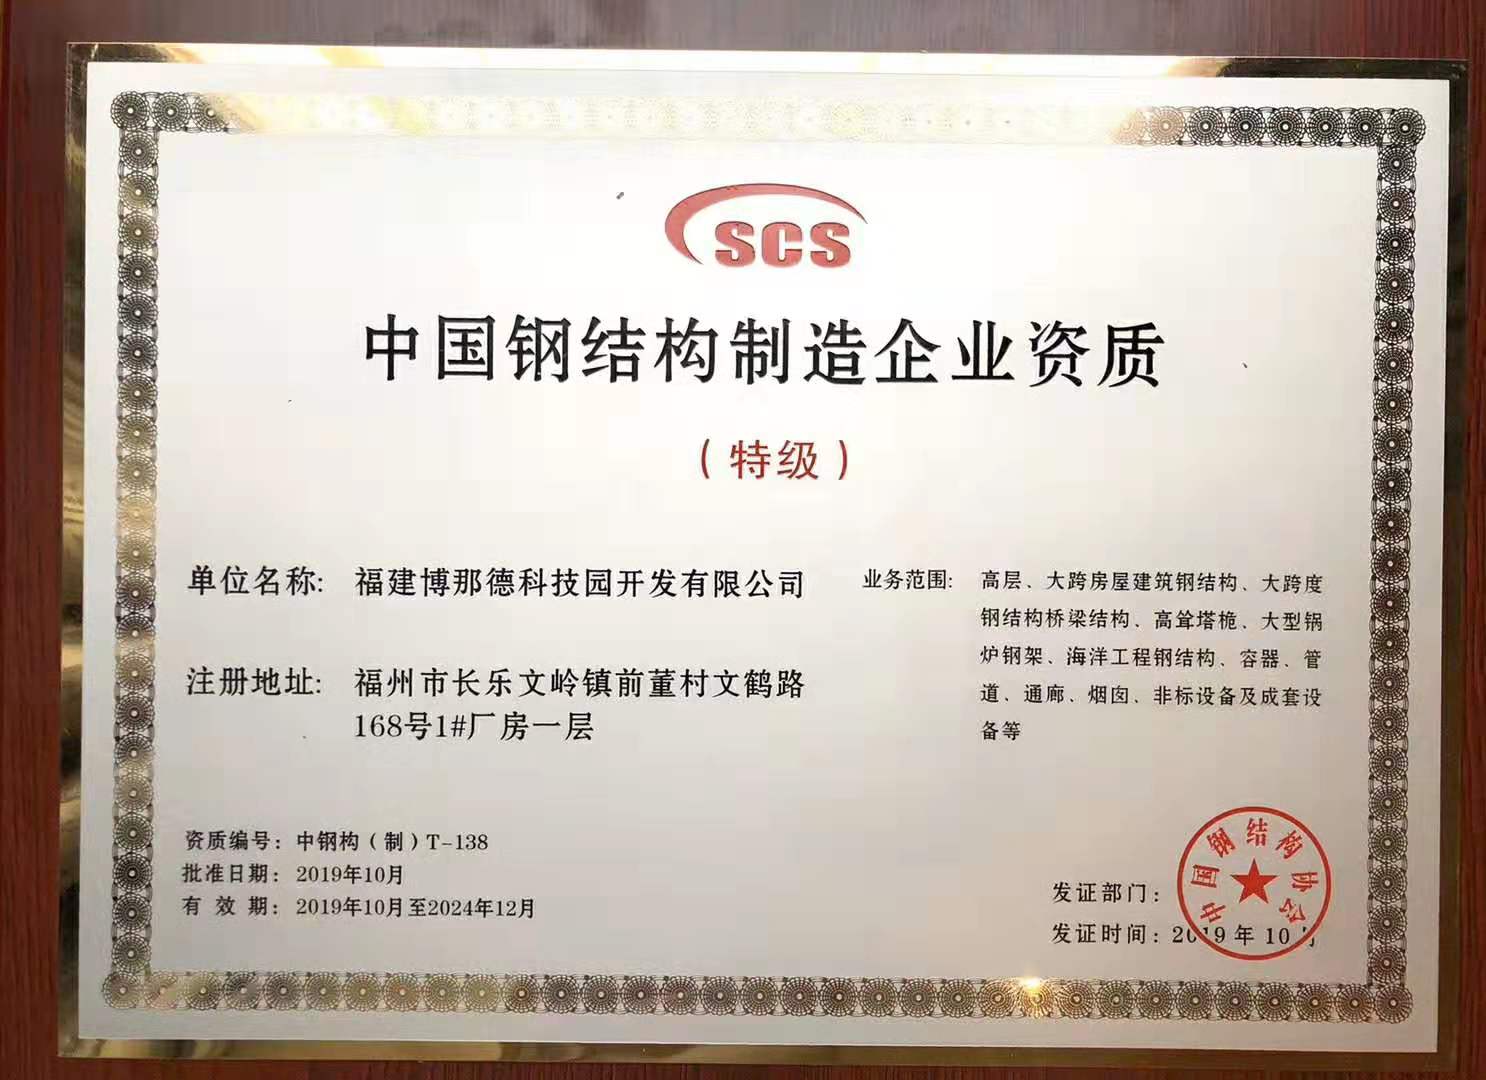 SCS
中国钢结构制造企业资质
（特级）
单位名称: 福建博那德科技园开发有限公司
注册地址: 福州市长乐文岭镇前董村文鹤路
168号1#厂房一层
业务范围: 高层、大跨房屋建筑钢结构、大跨度
钢结构桥梁结构、高耸塔桅、大型锅
炉钢架、海洋工程钢结构、容器、管
道、通廊、烟囱、非标设备及成套设
备等
资质编号: 中钢构（制）T-138
批准日期: 2019年10月
有 效 期: 2019年10月至2024年12月
发证部门:
发证时间: 2019年10月
中国钢结构协会